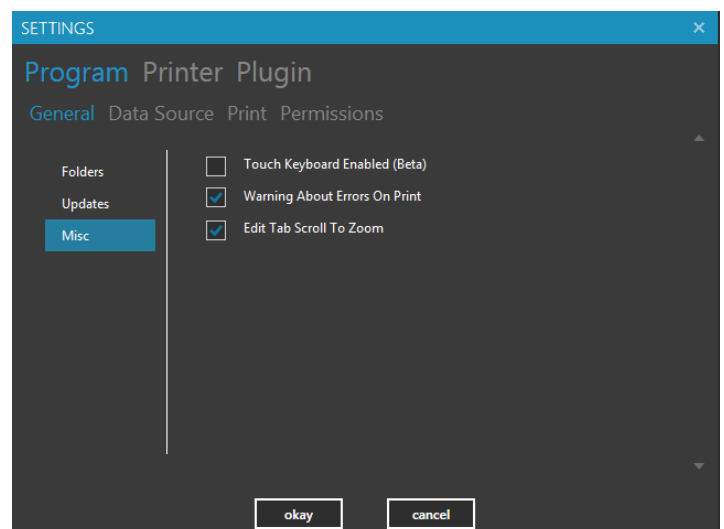 SETTINGS
Program Printer Plugin
General Data Source Print Permissions
Folders
Updates
Misc
Touch Keyboard Enabled (Beta)
Warning About Errors On Print
Edit Tab Scroll To Zoom
okay cancel